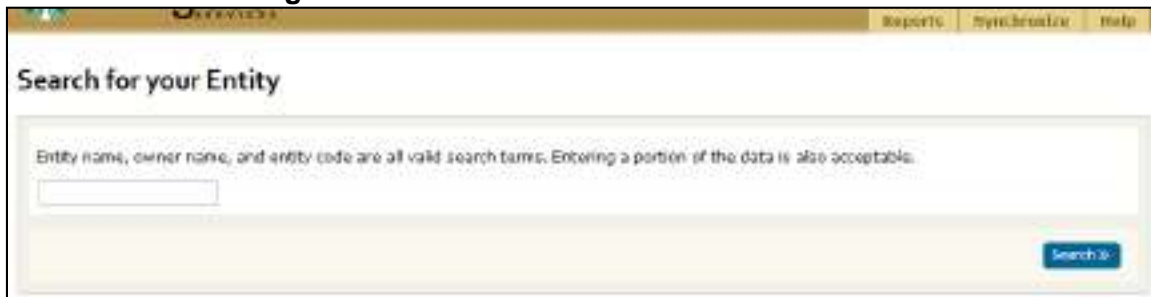 Services
Reports Synchronize Help
Search for your Entity
Entity name, owner name, and entity code are all valid search terms. Entering a portion of the data is also acceptable.
Search »